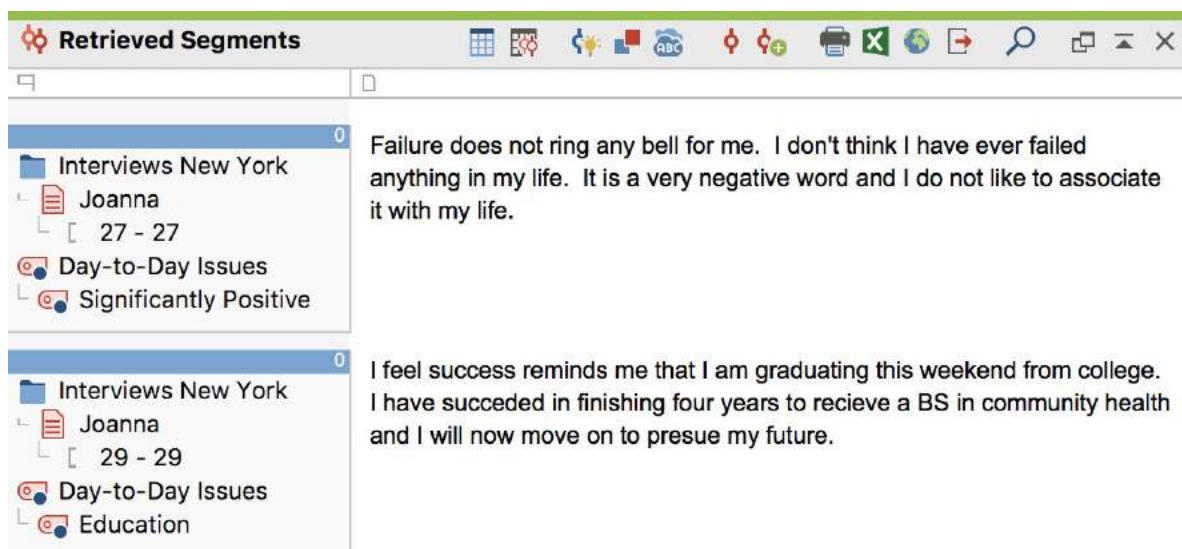 Retrieved Segments
ABC
0
Interviews New York
Joanna
27 - 27
Day-to-Day Issues
Significantly Positive
Failure does not ring any bell for me.  I don't think I have ever failed
anything in my life.  It is a very negative word and I do not like to associate
it with my life.
0
Interviews New York
Joanna
29 - 29
Day-to-Day Issues
Education
I feel success reminds me that I am graduating this weekend from college.
I have succeded in finishing four years to recieve a BS in community health
and I will now move on to presue my future.